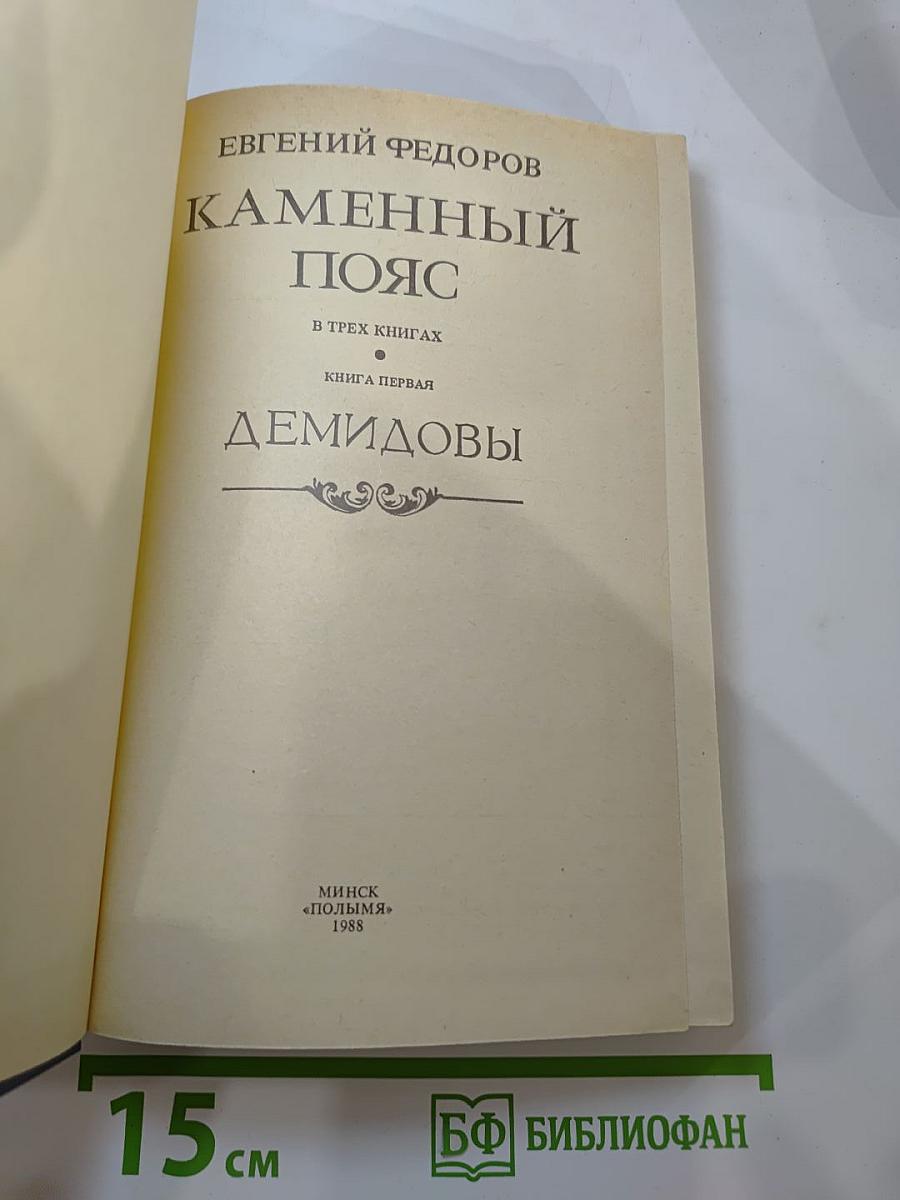 ЕВГЕНИЙ ФЕДОРОВ
КАМЕННЫЙ
ПОЯС
В ТРЕХ КНИГАХ
КНИГА ПЕРВАЯ
ДЕМИДОВЫ
МИНСК
«ПОЛЫМЯ»
1988
15 см
БФ БИБЛИОФАН